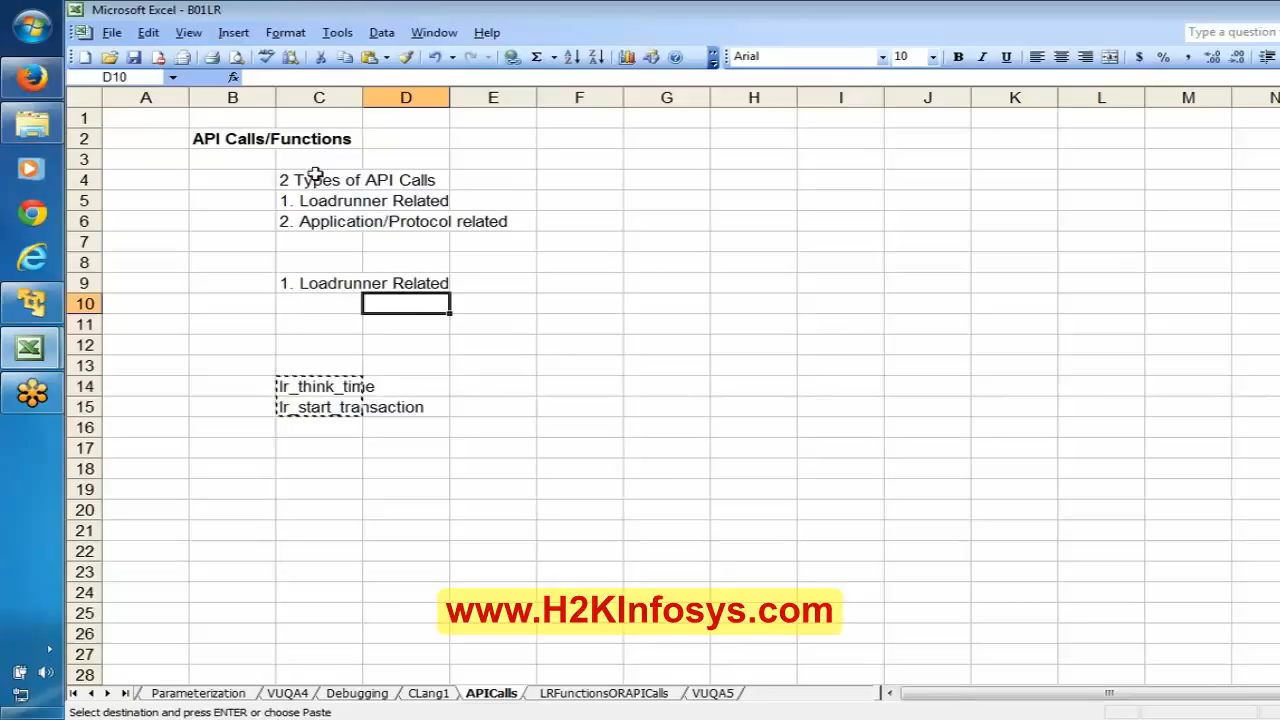 Microsoft Excel - B01LR
File Edit View Insert Format Tools Data Window Help
Type a question
Arial 10 B I U $ %
D10 fx
A B C D E F G H I J K L M N
1
2 API Calls/Functions
3
4 2 Types of API Calls
5 1. Loadrunner Related
6 2. Application/Protocol related
7
8
9 1. Loadrunner Related
10
11
12
13
14 lr_think_time
15 lr_start_transaction
16
17
18
19
20
21
22
23
24
25 www.H2KInfosys.com
26
27
28
Parameterization VUQA4 Debugging CLang1 APICalls LRFunctionsORAPICalls VUQA5
Select destination and press ENTER or choose Paste